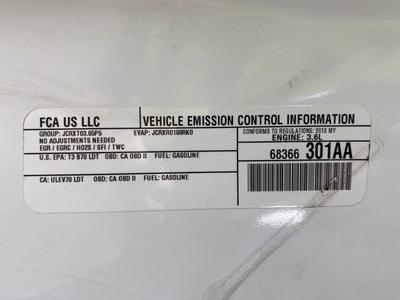 FCA US LLC
VEHICLE EMISSION CONTROL INFORMATION
GROUP: JCRXT03.65P5 EVAP: JCRXR0180RK0
NO ADJUSTMENTS NEEDED
EGR / EGRC / HO2S / SFI / TWC
CONFORMS TO REGULATIONS: 2018 MY
ENGINE: 3.6L
U.S. EPA: T3 B70 LDT OBD: CA OBD II FUEL: GASOLINE
68366 301AA
CA: ULEV70 LDT OBD: CA OBD II FUEL: GASOLINE